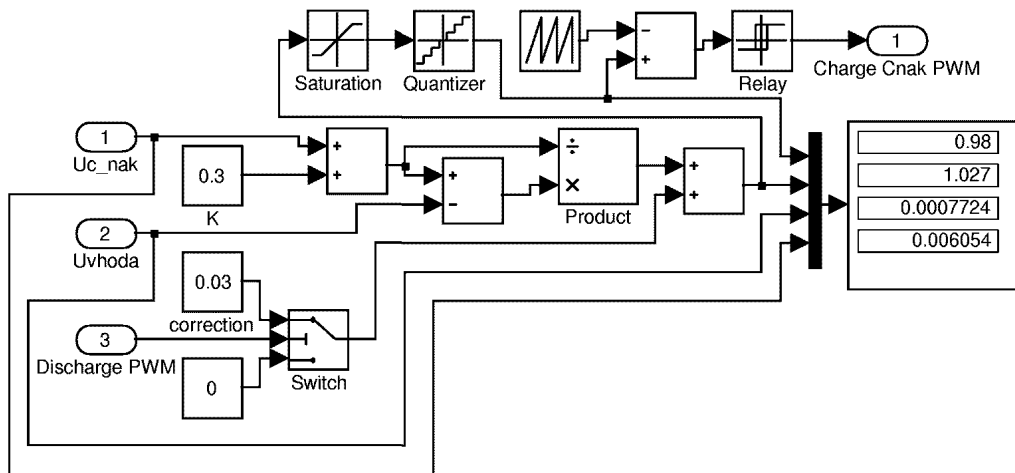 Saturation
Quantizer
−
+
Relay
1
Charge Cnak PWM
1
Uc_nak
+
+
0.3
K
+
−
÷
×
Product
+
+
0.98
1.027
0.0007724
0.006054
2
Uvhoda
0.03
correction
3
Discharge PWM
0
Switch